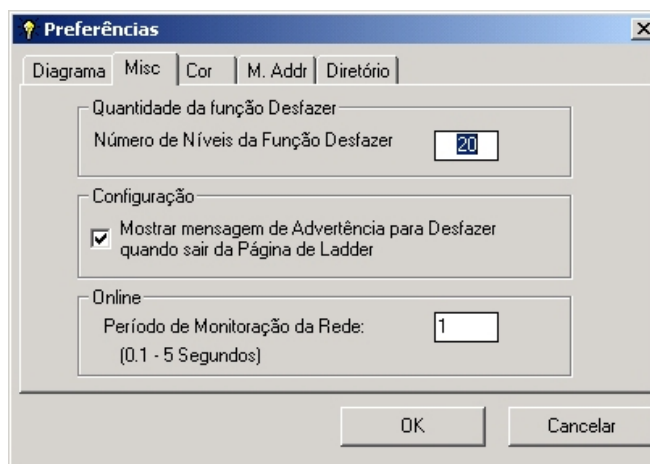 Preferências
Diagrama Misc Cor M. Addr Diretório
Quantidade da função Desfazer
Número de Níveis da Função Desfazer 20
Configuração
Mostrar mensagem de Advertência para Desfazer
quando sair da Página de Ladder
Online
Período de Monitoração da Rede: 1
(0.1 - 5 Segundos)
OK Cancelar